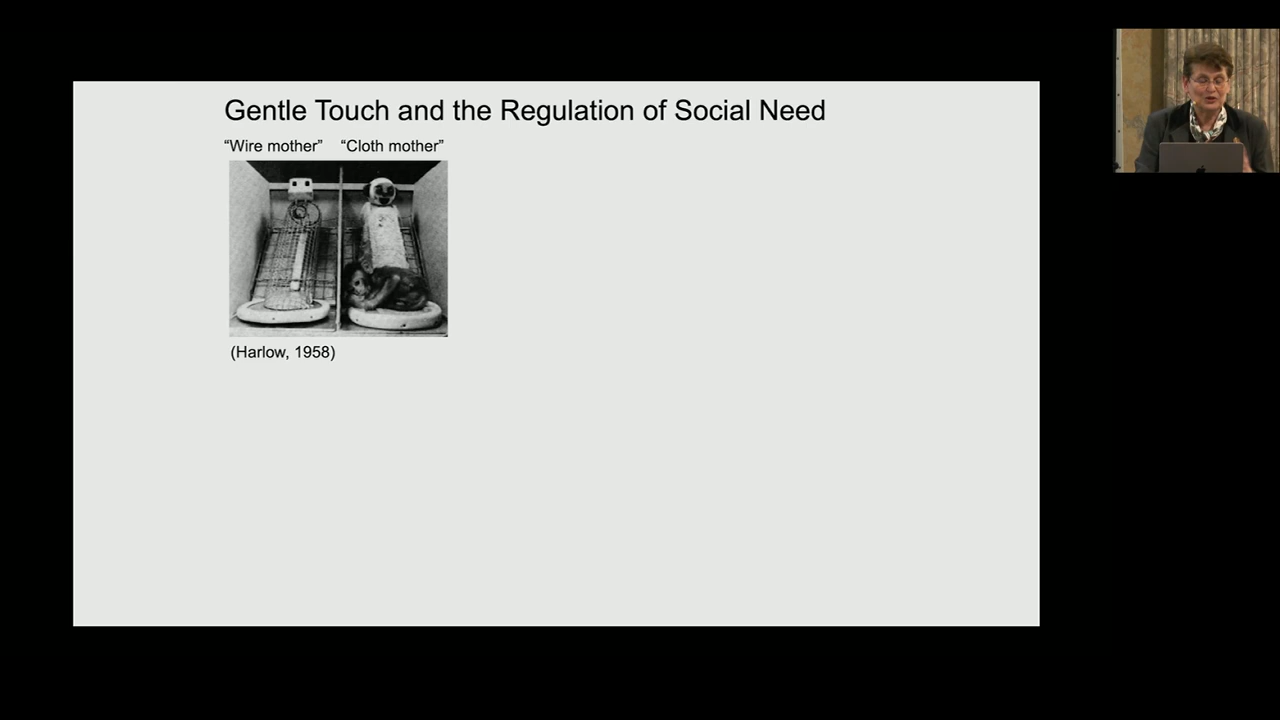 Gentle Touch and the Regulation of Social Need
“Wire mother” “Cloth mother”
(Harlow, 1958)